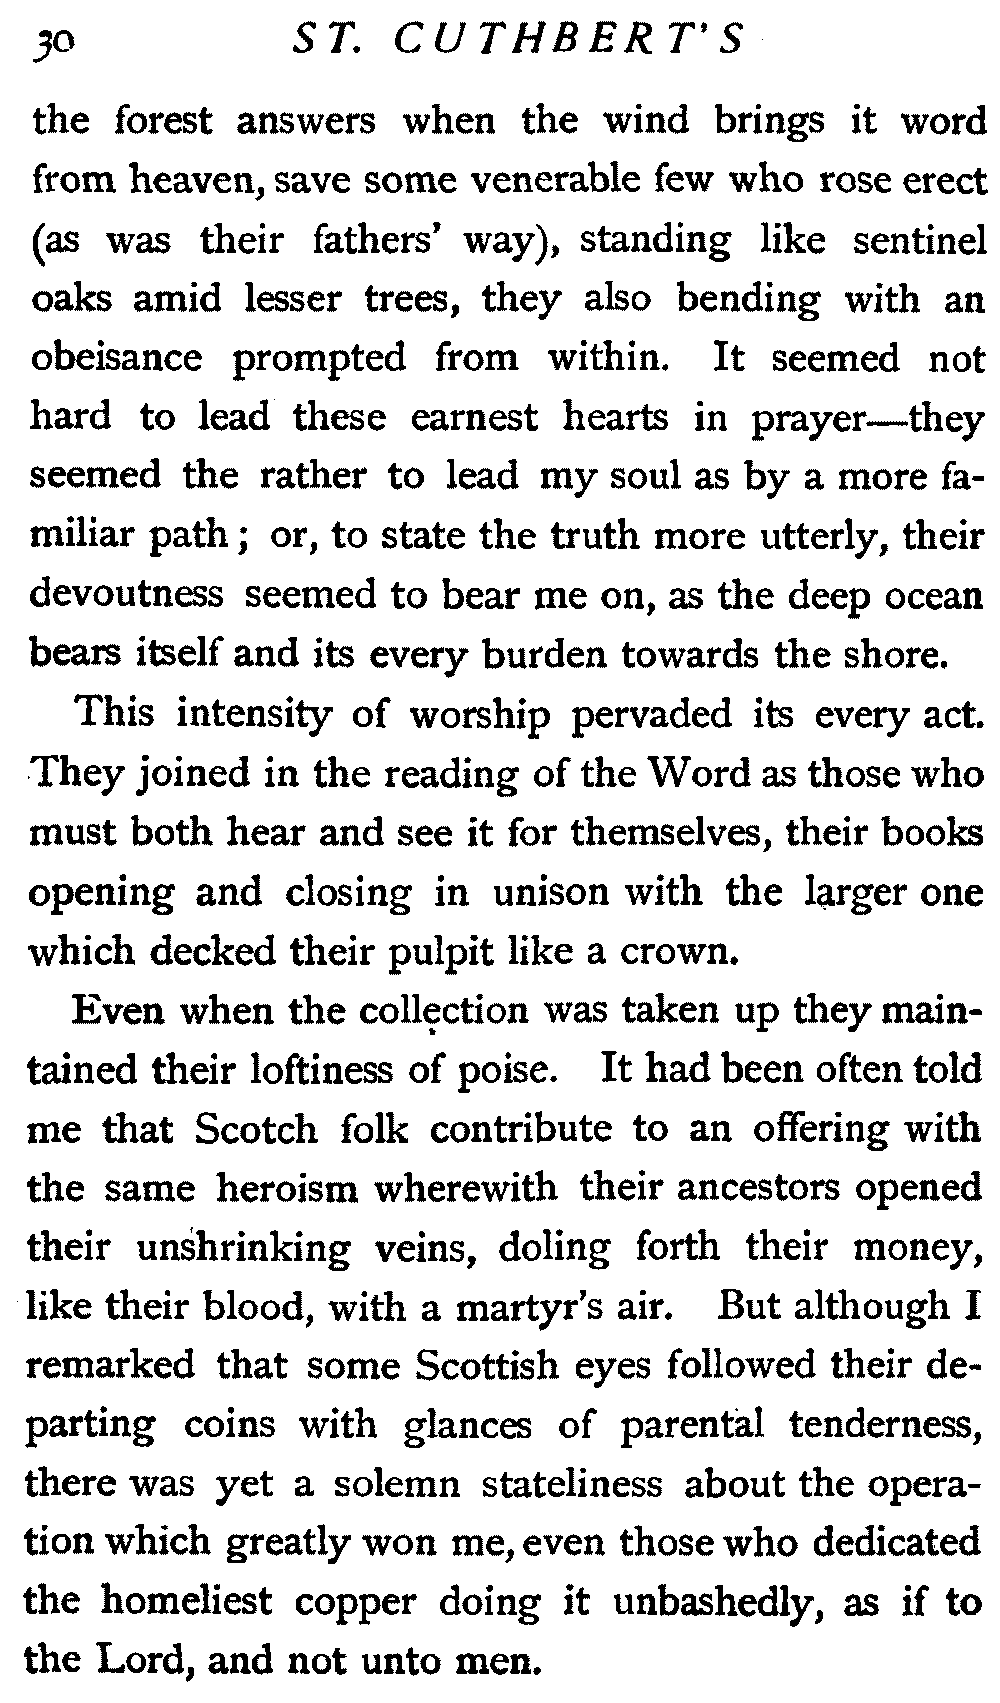 30 ST. CUTHBERT'S
the forest answers when the wind brings it word
from heaven, save some venerable few who rose erect
(as was their fathers' way), standing like sentinel
oaks amid lesser trees, they also bending with an
obeisance prompted from within. It seemed not
hard to lead these earnest hearts in prayer—they
seemed the rather to lead my soul as by a more fa-
miliar path; or, to state the truth more utterly, their
devoutness seemed to bear me on, as the deep ocean
bears itself and its every burden towards the shore.
This intensity of worship pervaded its every act.
They joined in the reading of the Word as those who
must both hear and see it for themselves, their books
opening and closing in unison with the larger one
which decked their pulpit like a crown.
Even when the collection was taken up they main-
tained their loftiness of poise. It had been often told
me that Scotch folk contribute to an offering with
the same heroism wherewith their ancestors opened
their unshrinking veins, doling forth their money,
like their blood, with a martyr's air. But although I
remarked that some Scottish eyes followed their de-
parting coins with glances of parental tenderness,
there was yet a solemn stateliness about the opera-
tion which greatly won me, even those who dedicated
the homeliest copper doing it unbashedly, as if to
the Lord, and not unto men.